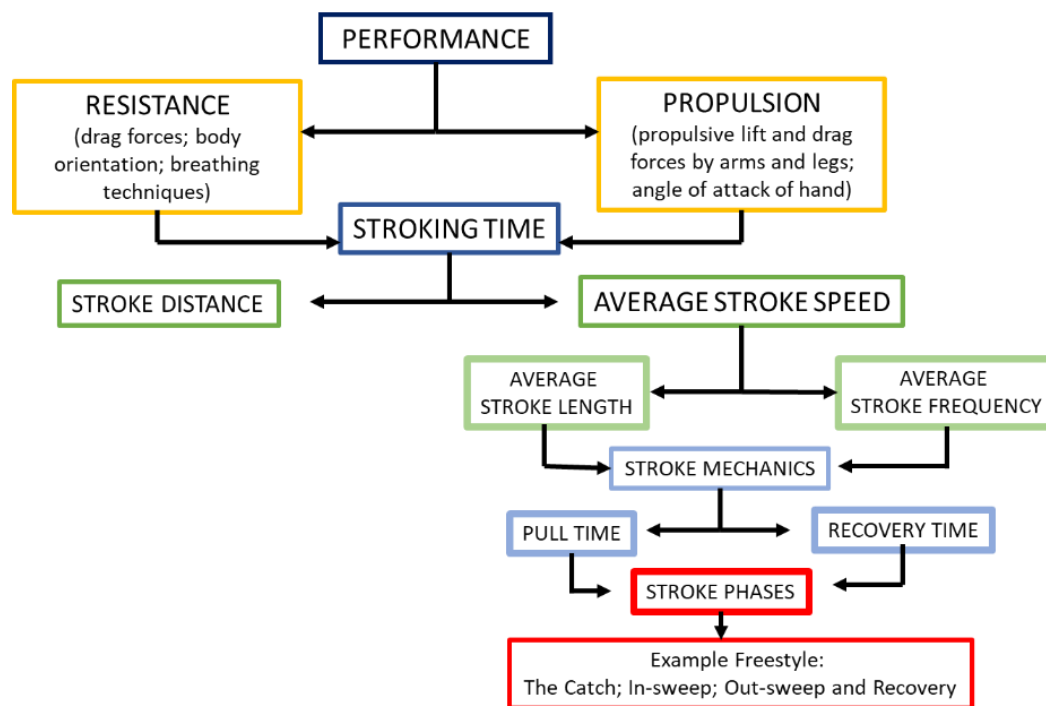 PERFORMANCE
RESISTANCE
(drag forces; body
orientation; breathing
techniques)
PROPULSION
(propulsive lift and drag
forces by arms and legs;
angle of attack of hand)
STROKING TIME
STROKE DISTANCE
AVERAGE STROKE SPEED
AVERAGE
STROKE LENGTH
AVERAGE
STROKE FREQUENCY
STROKE MECHANICS
PULL TIME
RECOVERY TIME
STROKE PHASES
Example Freestyle:
The Catch; In-sweep; Out-sweep and Recovery